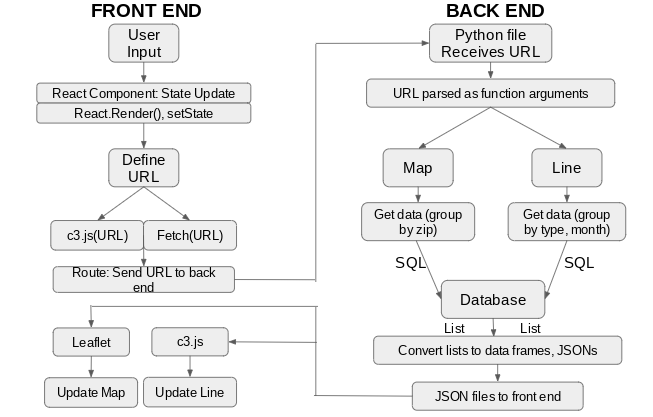 FRONT END
User
Input
React Component: State Update
React.Render(), setState
Define
URL
c3.js(URL)
Fetch(URL)
Route: Send URL to back
end
Leaflet
c3.js
Update Map
Update Line
BACK END
Python file
Receives URL
URL parsed as function arguments
Map
Line
Get data (group
by zip)
Get data (group
by type, month)
SQL
SQL
Database
List
List
Convert lists to data frames, JSONs
JSON files to front end